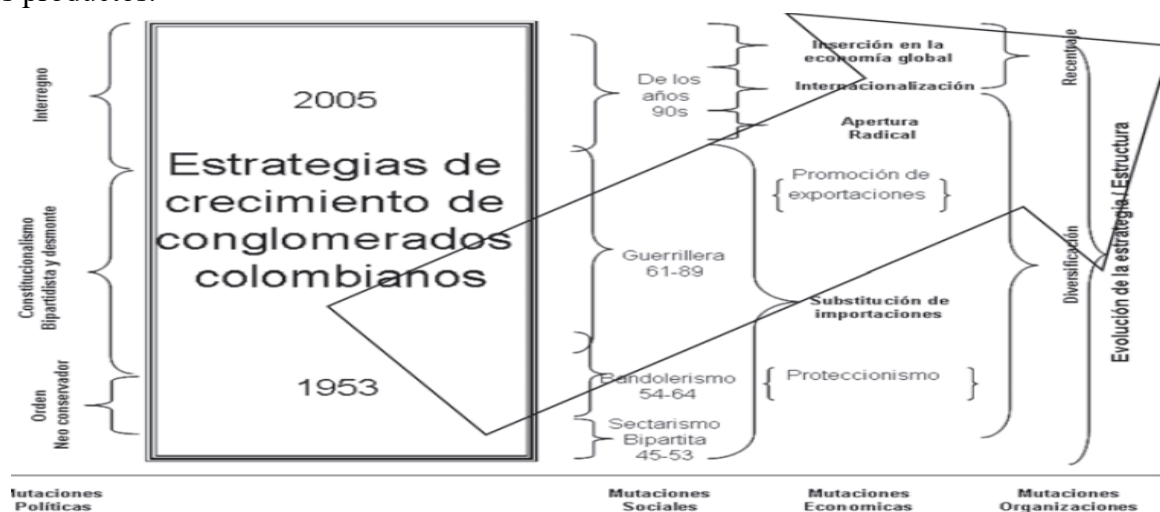 s productos.
Interregno
Constitucionalismo
Bipartidista y desmonte
Orden
Neo conservador
2005
Estrategias de
crecimiento de
conglomerados
colombianos
1953
De los
años
90s
Guerrillera
61-89
Bandolerismo
54-64
Sectarismo
Bipartita
45-53
Inserción en la
economía global
Internacionalización
Apertura
Radical
Promoción de
exportaciones
Substitución de
importaciones
Proteccionismo
Recentraje
Diversificación
Evolución de la estrategia / Estructura
Mutaciones
Políticas
Mutaciones
Sociales
Mutaciones
Economicas
Mutaciones
Organizaciones